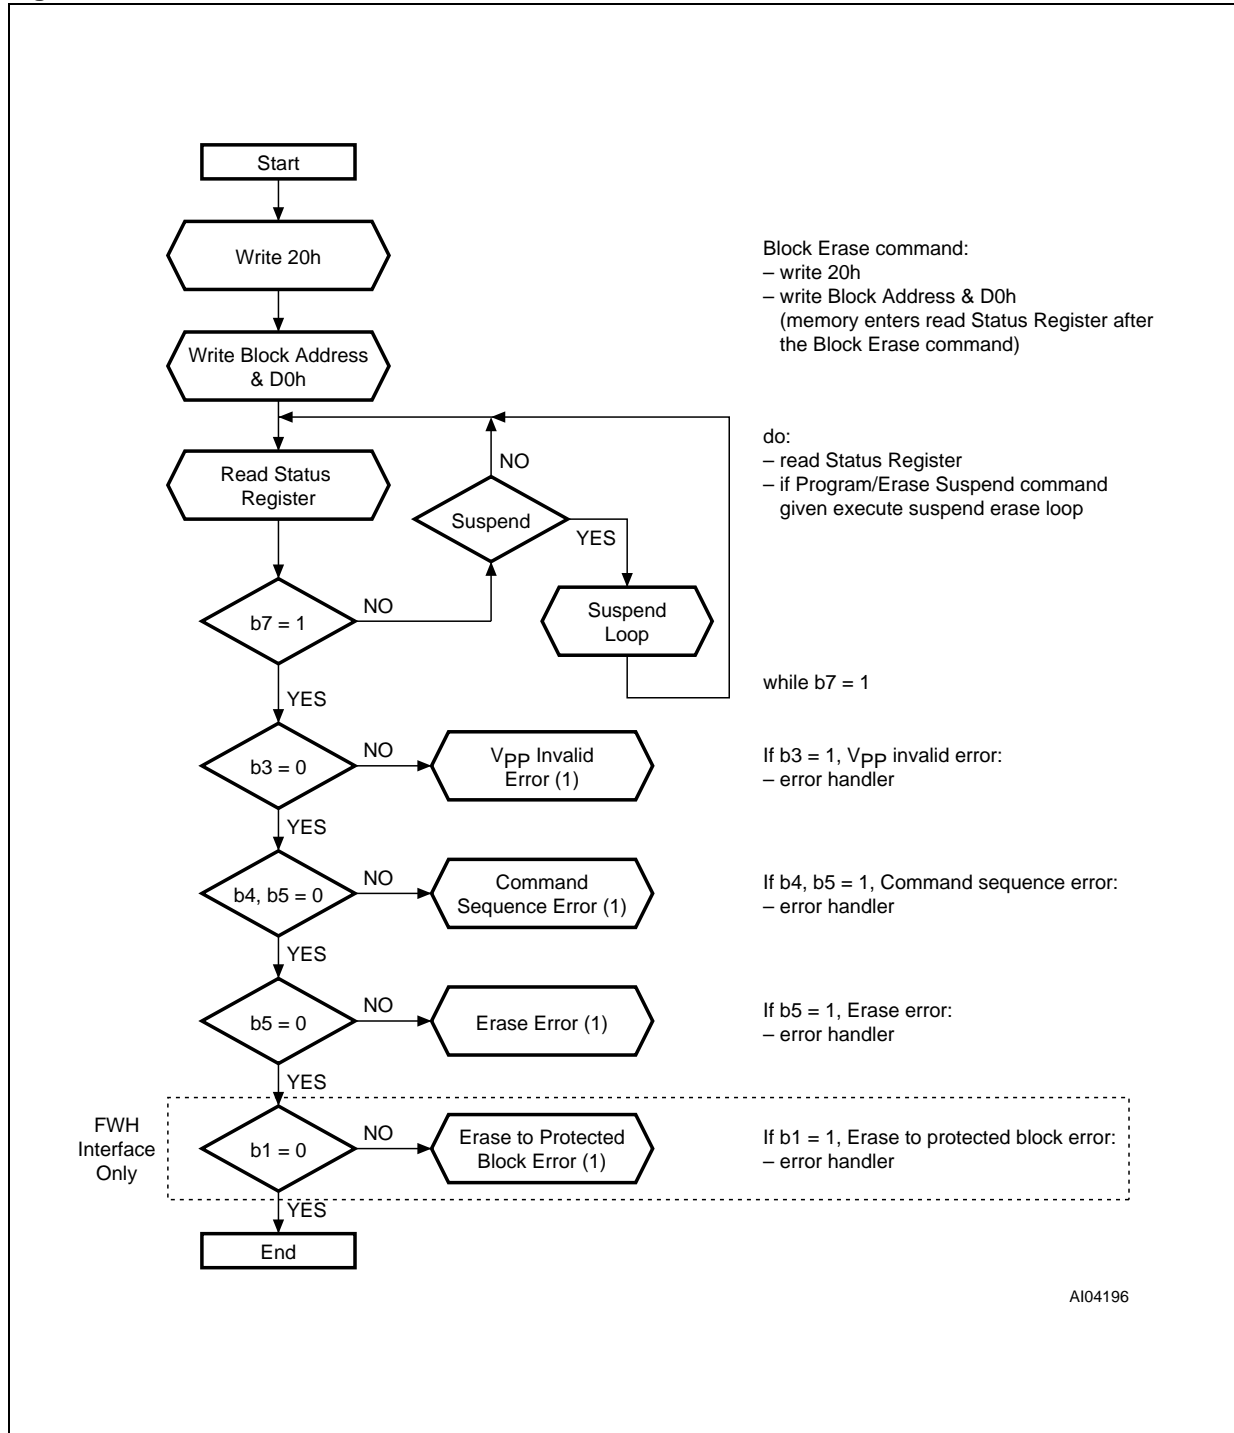 Start
Write 20h
Block Erase command:
– write 20h
– write Block Address & D0h
(memory enters read Status Register after
the Block Erase command)
Write Block Address
& D0h
do:
– read Status Register
– if Program/Erase Suspend command
given execute suspend erase loop
Read Status
Register
NO
Suspend
YES
b7 = 1
NO
Suspend
Loop
while b7 = 1
YES
b3 = 0
NO
VPP Invalid
Error (1)
If b3 = 1, VPP invalid error:
– error handler
YES
b4, b5 = 0
NO
Command
Sequence Error (1)
If b4, b5 = 1, Command sequence error:
– error handler
YES
b5 = 0
NO
Erase Error (1)
If b5 = 1, Erase error:
– error handler
YES
FWH
Interface
Only
b1 = 0
NO
Erase to Protected
Block Error (1)
If b1 = 1, Erase to protected block error:
– error handler
YES
End
AI04196